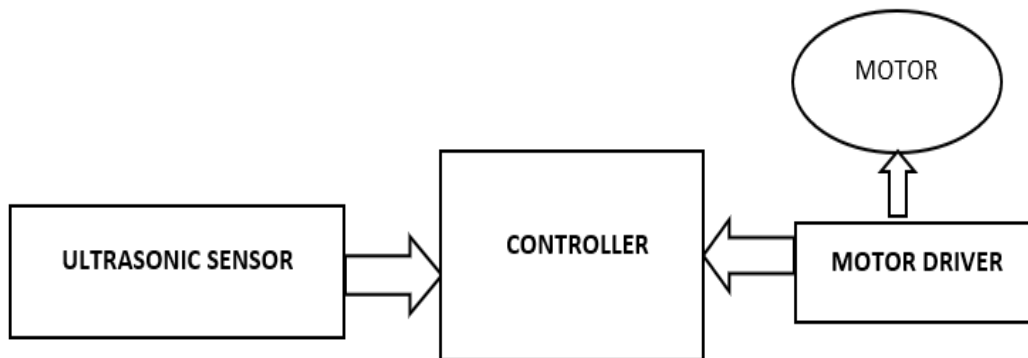 MOTOR
ULTRASONIC SENSOR
CONTROLLER
MOTOR DRIVER